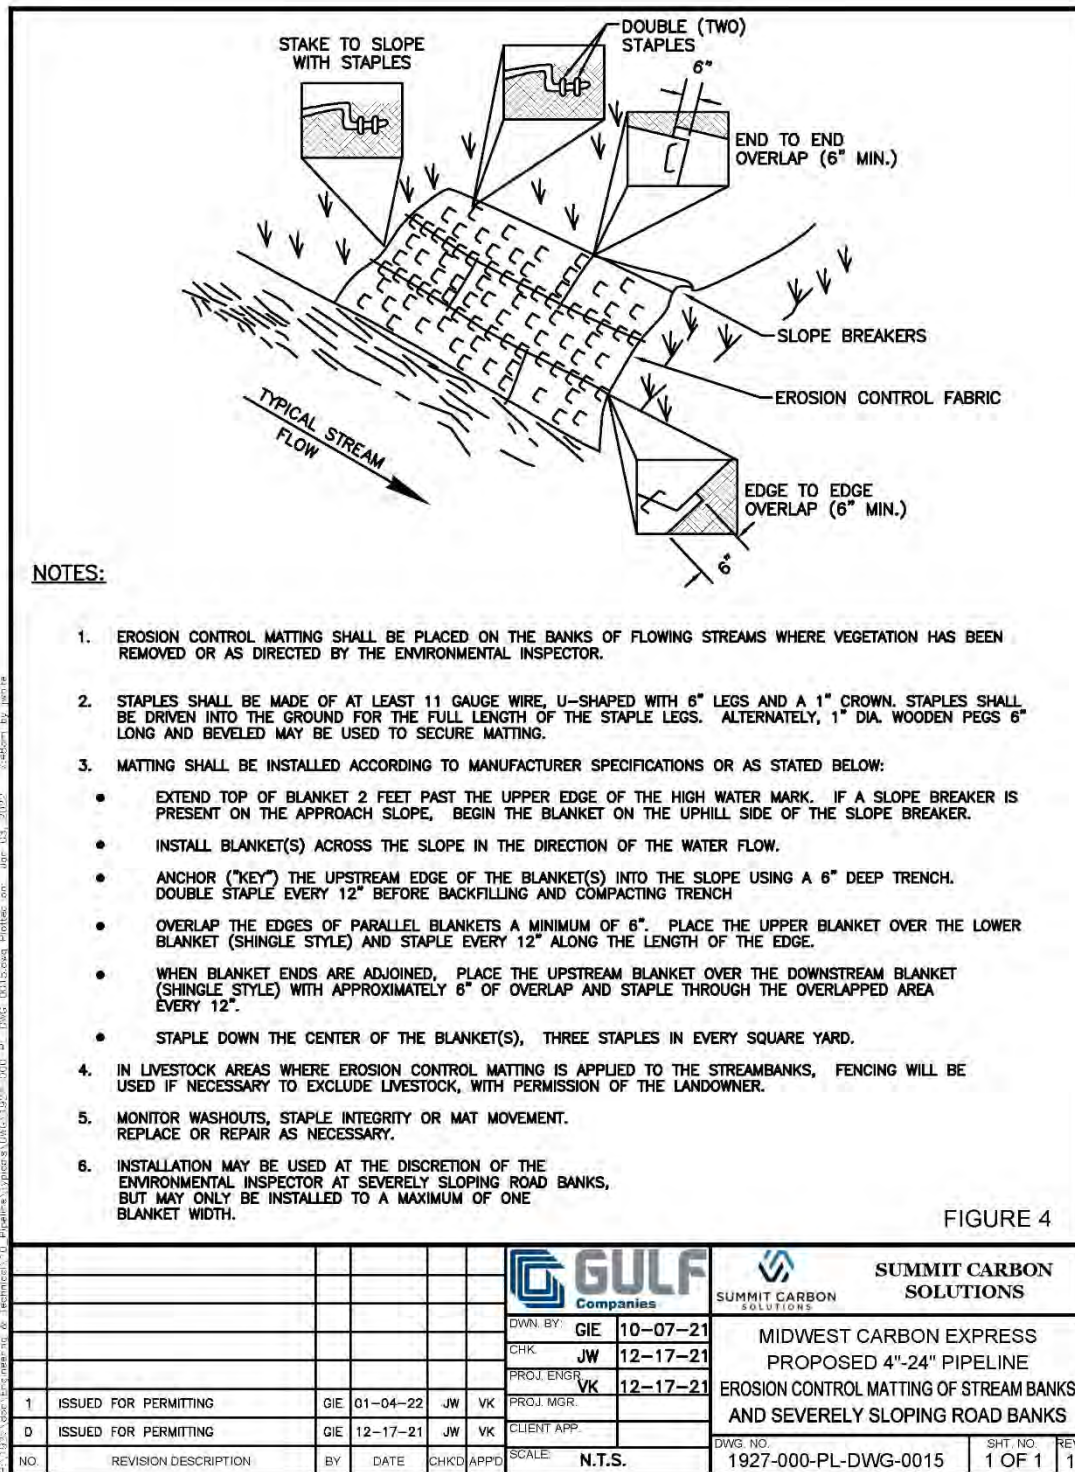 STAKE TO SLOPE
WITH STAPLES
DOUBLE (TWO)
STAPLES
6"
END TO END
OVERLAP (6" MIN.)
SLOPE BREAKERS
EROSION CONTROL FABRIC
TYPICAL STREAM
FLOW
EDGE TO EDGE
OVERLAP (6" MIN.)
6"
NOTES:
1. EROSION CONTROL MATTING SHALL BE PLACED ON THE BANKS OF FLOWING STREAMS WHERE VEGETATION HAS BEEN
REMOVED OR AS DIRECTED BY THE ENVIRONMENTAL INSPECTOR.
2. STAPLES SHALL BE MADE OF AT LEAST 11 GAUGE WIRE, U-SHAPED WITH 6" LEGS AND A 1" CROWN. STAPLES SHALL
BE DRIVEN INTO THE GROUND FOR THE FULL LENGTH OF THE STAPLE LEGS. ALTERNATELY, 1" DIA. WOODEN PEGS 6"
LONG AND BEVELED MAY BE USED TO SECURE MATTING.
3. MATTING SHALL BE INSTALLED ACCORDING TO MANUFACTURER SPECIFICATIONS OR AS STATED BELOW:
• EXTEND TOP OF BLANKET 2 FEET PAST THE UPPER EDGE OF THE HIGH WATER MARK. IF A SLOPE BREAKER IS
PRESENT ON THE APPROACH SLOPE, BEGIN THE BLANKET ON THE UPHILL SIDE OF THE SLOPE BREAKER.
• INSTALL BLANKET(S) ACROSS THE SLOPE IN THE DIRECTION OF THE WATER FLOW.
• ANCHOR ("KEY") THE UPSTREAM EDGE OF THE BLANKET(S) INTO THE SLOPE USING A 6" DEEP TRENCH.
DOUBLE STAPLE EVERY 12" BEFORE BACKFILLING AND COMPACTING TRENCH
• OVERLAP THE EDGES OF PARALLEL BLANKETS A MINIMUM OF 6". PLACE THE UPPER BLANKET OVER THE LOWER
BLANKET (SHINGLE STYLE) AND STAPLE EVERY 12" ALONG THE LENGTH OF THE EDGE.
• WHEN BLANKET ENDS ARE ADJOINED, PLACE THE UPSTREAM BLANKET OVER THE DOWNSTREAM BLANKET
(SHINGLE STYLE) WITH APPROXIMATELY 6" OF OVERLAP AND STAPLE THROUGH THE OVERLAPPED AREA
EVERY 12".
• STAPLE DOWN THE CENTER OF THE BLANKET(S), THREE STAPLES IN EVERY SQUARE YARD.
4. IN LIVESTOCK AREAS WHERE EROSION CONTROL MATTING IS APPLIED TO THE STREAMBANKS, FENCING WILL BE
USED IF NECESSARY TO EXCLUDE LIVESTOCK, WITH PERMISSION OF THE LANDOWNER.
5. MONITOR WASHOUTS, STAPLE INTEGRITY OR MAT MOVEMENT.
REPLACE OR REPAIR AS NECESSARY.
6. INSTALLATION MAY BE USED AT THE DISCRETION OF THE
ENVIRONMENTAL INSPECTOR AT SEVERELY SLOPING ROAD BANKS,
BUT MAY ONLY BE INSTALLED TO A MAXIMUM OF ONE
BLANKET WIDTH.
FIGURE 4
1 ISSUED FOR PERMITTING GIE 01-04-22 JW VK
0 ISSUED FOR PERMITTING GIE 12-17-21 JW VK
NO. REVISION DESCRIPTION BY DATE CHK'D APP'D
GULF
Companies
DWN. BY: GIE 10-07-21
CHK. JW 12-17-21
PROJ. ENGR. VK 12-17-21
PROJ. MGR.
CLIENT APP.
SCALE: N.T.S.
SUMMIT CARBON
SOLUTIONS
SUMMIT CARBON
SOLUTIONS
MIDWEST CARBON EXPRESS
PROPOSED 4"-24" PIPELINE
EROSION CONTROL MATTING OF STREAM BANKS
AND SEVERELY SLOPING ROAD BANKS
DWG. NO.
1927-000-PL-DWG-0015
SHT. NO.
1 OF 1
REV
1